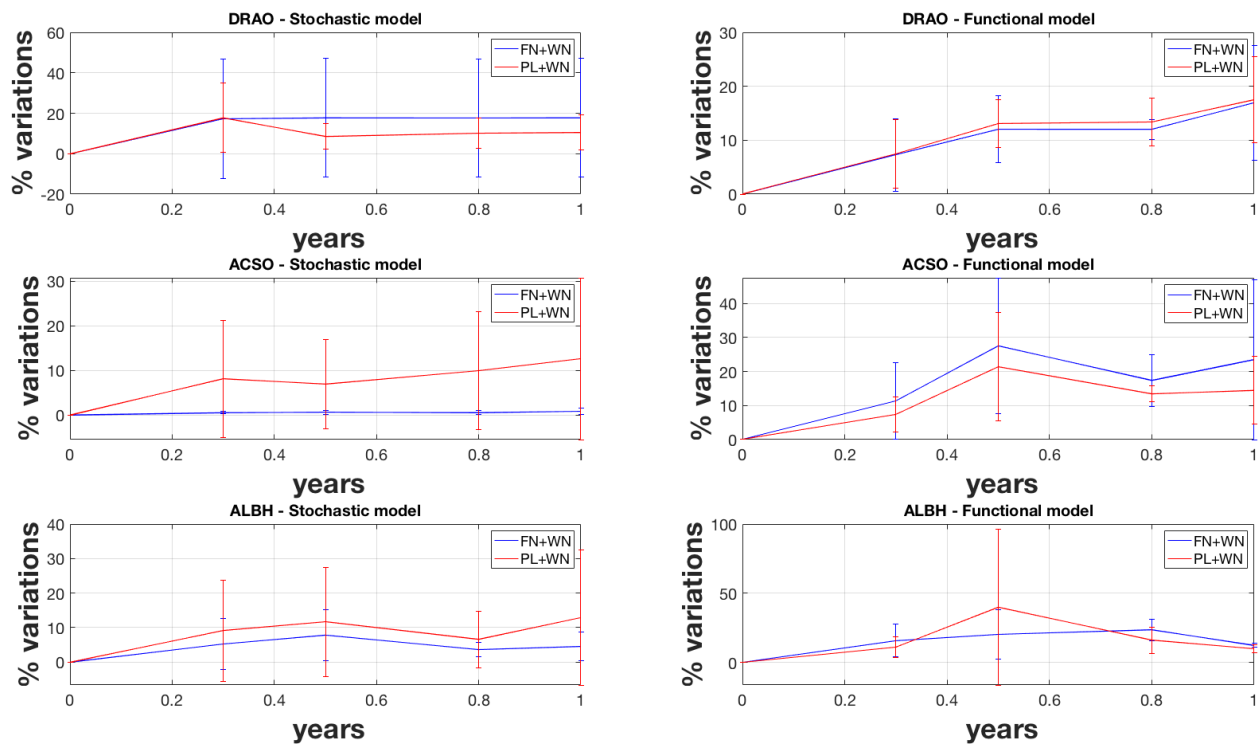 DRAO - Stochastic model
% variations
60
40
20
0
-20
FN+WN
PL+WN
0 0.2 0.4 0.6 0.8 1
years
DRAO - Functional model
% variations
30
20
10
0
FN+WN
PL+WN
0 0.2 0.4 0.6 0.8 1
years
ACSO - Stochastic model
% variations
30
20
10
0
FN+WN
PL+WN
0 0.2 0.4 0.6 0.8 1
years
ACSO - Functional model
% variations
40
30
20
10
0
FN+WN
PL+WN
0 0.2 0.4 0.6 0.8 1
years
ALBH - Stochastic model
% variations
40
30
20
10
0
FN+WN
PL+WN
0 0.2 0.4 0.6 0.8 1
years
ALBH - Functional model
% variations
100
50
0
FN+WN
PL+WN
0 0.2 0.4 0.6 0.8 1
years